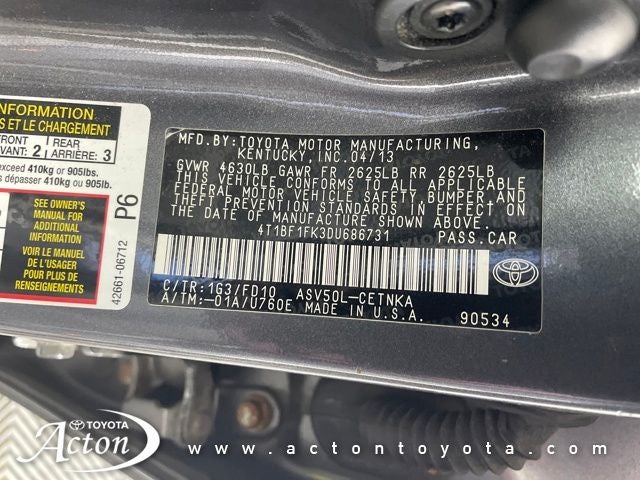 INFORMATION
S ET LE CHARGEMENT
FRONT 2 REAR 3
AVANT: ARRIÈRE:
exceed 410kg or 905lbs.
dépasser 410kg ou 905lb.
SEE OWNER'S
MANUAL FOR
ADDITIONAL
INFORMATION
VOIR LE MANUEL
DE L'USAGER
POUR PLUS DE
RENSEIGNEMENTS
P6
42661-06712
MFD.BY:TOYOTA MOTOR MANUFACTURING,
KENTUCKY, INC.04/13
GVWR 4630LB GAWR FR 2625LB RR 2625LB
THIS VEHICLE CONFORMS TO ALL APPLICABLE
FEDERAL MOTOR VEHICLE SAFETY,BUMPER,AND
THEFT PREVENTION STANDARDS IN EFFECT ON
THE DATE OF MANUFACTURE SHOWN ABOVE.
4T1BF1FK3DU686731 PASS.CAR
C/TR:1G3/FD10 ASV50L-CETNKA
A/TM:-01A/U760E MADE IN U.S.A.
90534
TOYOTA
Acton
www.actontoyota.com